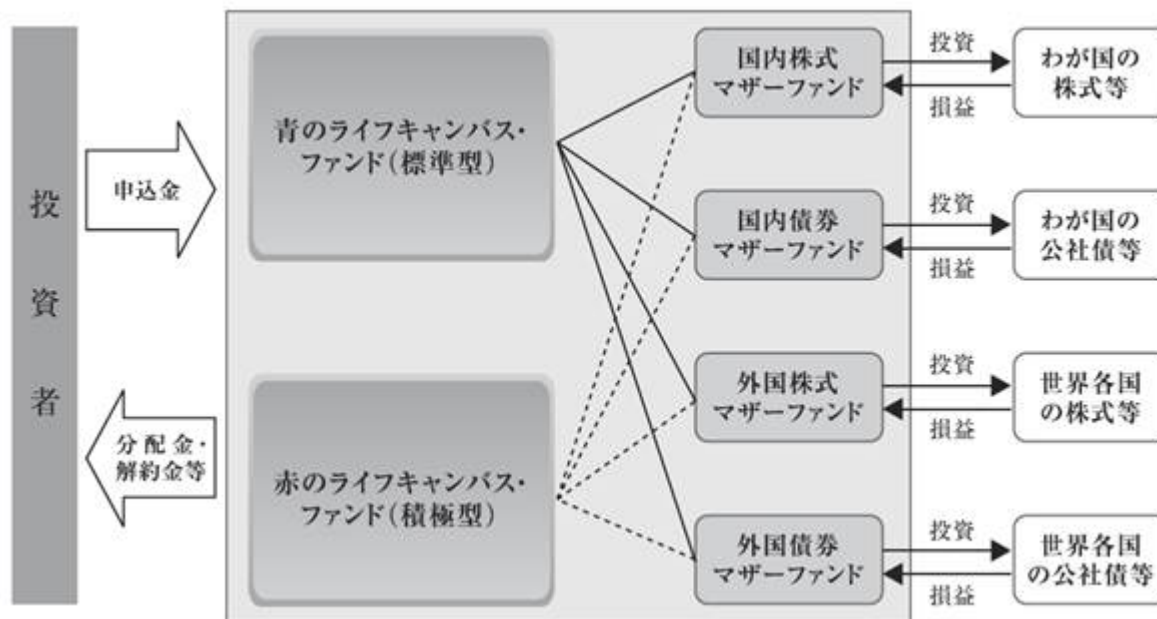 投資者
申込金
分配金・
解約金等
青のライフキャンバス・
ファンド(標準型)
赤のライフキャンバス・
ファンド(積極型)
国内株式
マザーファンド
投資
損益
わが国の
株式等
国内債券
マザーファンド
投資
損益
わが国の
公社債等
外国株式
マザーファンド
投資
損益
世界各国
の株式等
外国債券
マザーファンド
投資
損益
世界各国
の公社債等